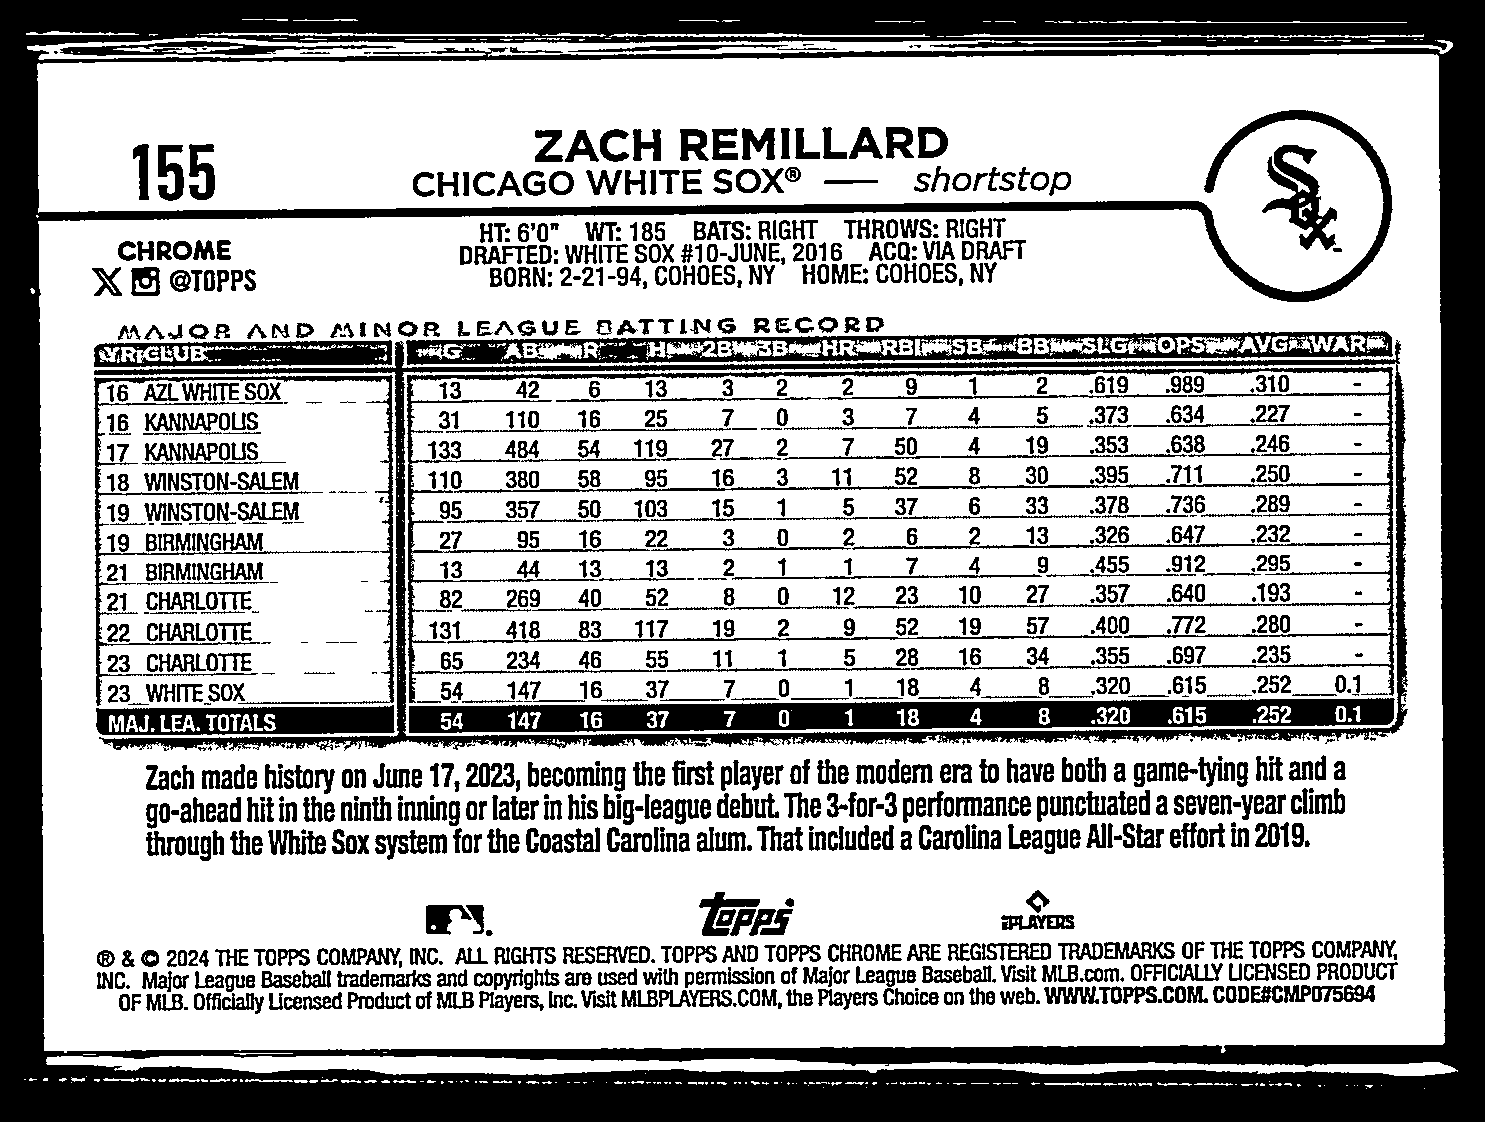 155
ZACH REMILLARD
CHICAGO WHITE SOX® — shortstop
HT: 6'0" WT: 185 BATS: RIGHT THROWS: RIGHT
DRAFTED: WHITE SOX #10-JUNE, 2016 ACQ: VIA DRAFT
BORN: 2-21-94, COHOES, NY HOME: COHOES, NY
CHROME
X @TOPPS
SOX
MAJOR AND MINOR LEAGUE BATTING RECORD
YR CLUB G AB R H 2B 3B HR RBI SB BB SLG OPS AVG WAR
16 AZL WHITE SOX 13 42 6 13 3 2 2 9 1 2 .619 .989 .310 -
16 KANNAPOLIS 31 110 16 25 7 0 3 7 4 5 .373 .634 .227 -
17 KANNAPOLIS 133 484 54 119 27 2 7 50 4 19 .353 .638 .246 -
18 WINSTON-SALEM 110 380 58 95 16 3 11 52 8 30 .395 .711 .250 -
19 WINSTON-SALEM 95 357 50 103 15 1 5 37 6 33 .378 .736 .289 -
19 BIRMINGHAM 27 95 16 22 3 0 2 6 2 13 .326 .647 .232 -
21 BIRMINGHAM 13 44 13 13 2 1 1 7 4 9 .455 .912 .295 -
21 CHARLOTTE 82 269 40 52 8 0 12 23 10 27 .357 .640 .193 -
22 CHARLOTTE 131 418 83 117 19 2 9 52 19 57 .400 .772 .280 -
23 CHARLOTTE 65 234 46 55 11 1 5 28 16 34 .355 .697 .235 -
23 WHITE SOX 54 147 16 37 7 0 1 18 4 8 .320 .615 .252 0.1
MAJ. LEA. TOTALS 54 147 16 37 7 0 1 18 4 8 .320 .615 .252 0.1
Zach made history on June 17, 2023, becoming the first player of the modern era to have both a game-tying hit and a
go-ahead hit in the ninth inning or later in his big-league debut. The 3-for-3 performance punctuated a seven-year climb
through the White Sox system for the Coastal Carolina alum. That included a Carolina League All-Star effort in 2019.
topps
PLAYERS
® & © 2024 THE TOPPS COMPANY, INC. ALL RIGHTS RESERVED. TOPPS AND TOPPS CHROME ARE REGISTERED TRADEMARKS OF THE TOPPS COMPANY,
INC. Major League Baseball trademarks and copyrights are used with permission of Major League Baseball. Visit MLB.com. OFFICIALLY LICENSED PRODUCT
OF MLB. Officially Licensed Product of MLB Players, Inc. Visit MLBPLAYERS.COM, the Players Choice on the web. WWW.TOPPS.COM. CODE#CMP075694